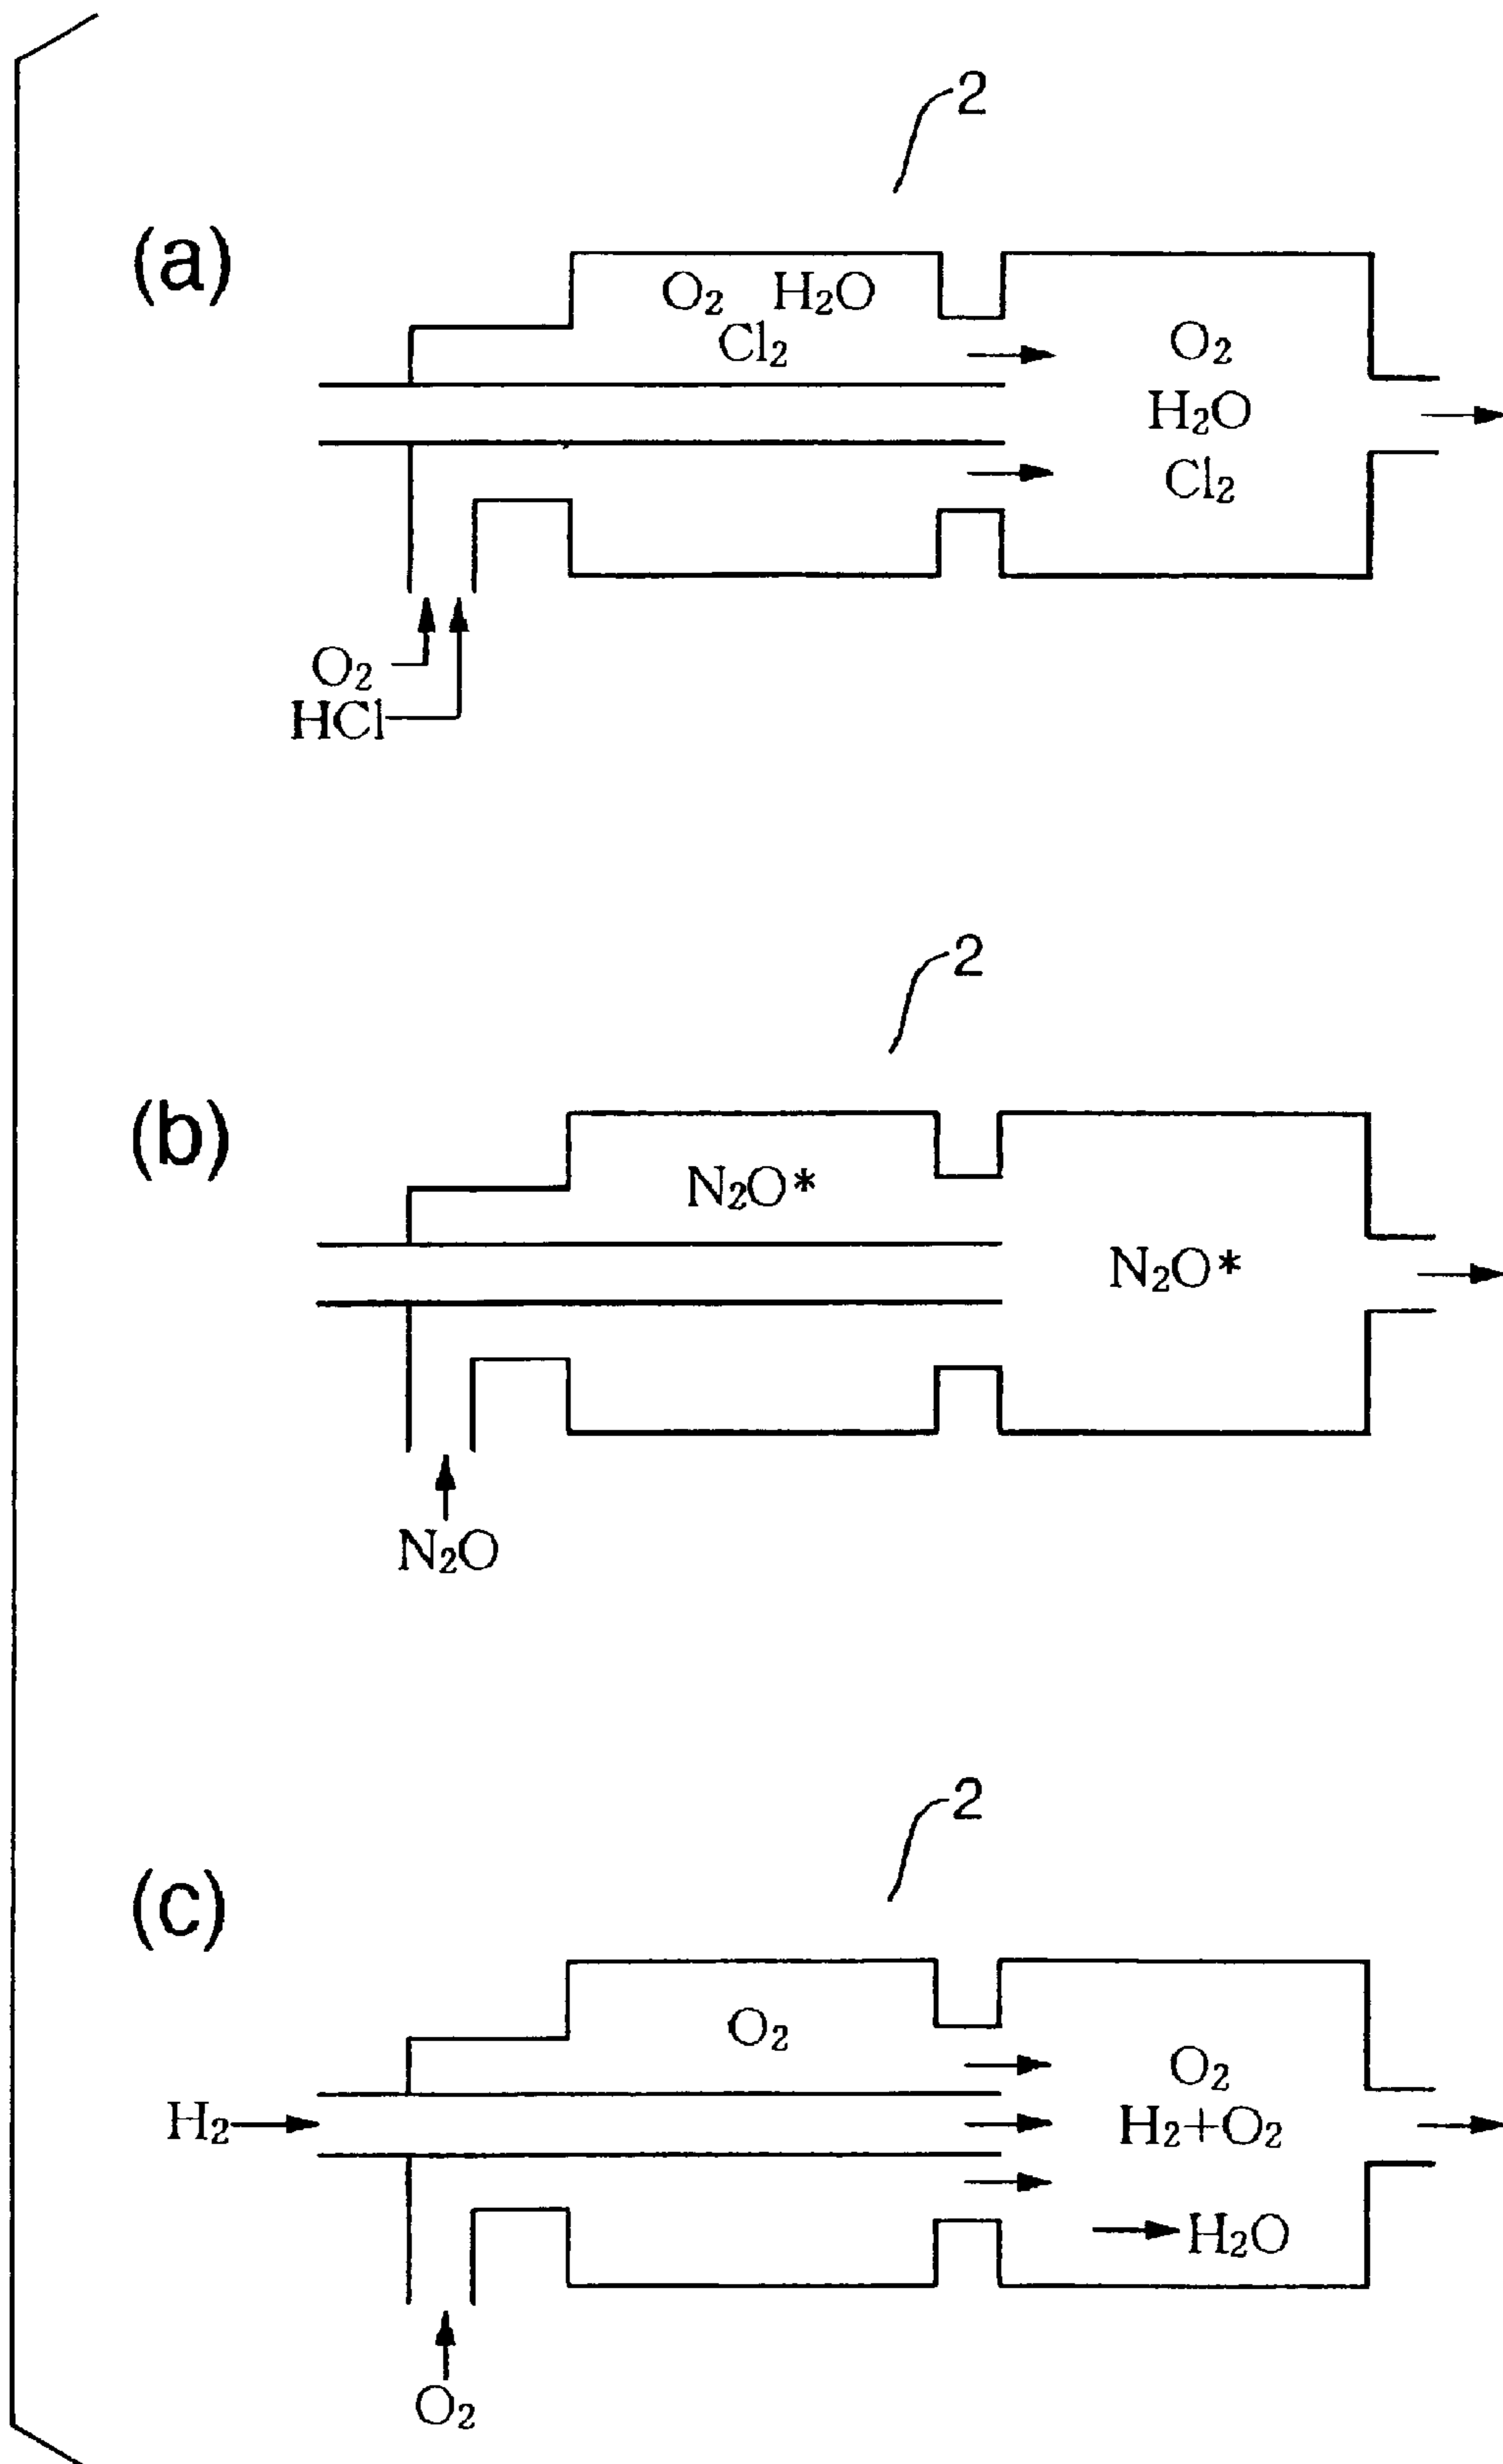 2
(a)
O₂ H₂O
Cl₂
O₂
H₂O
Cl₂
O₂
HCl
2
(b)
N₂O*
N₂O*
N₂O
2
(c)
O₂
O₂
H₂
H₂+O₂
H₂O
O₂